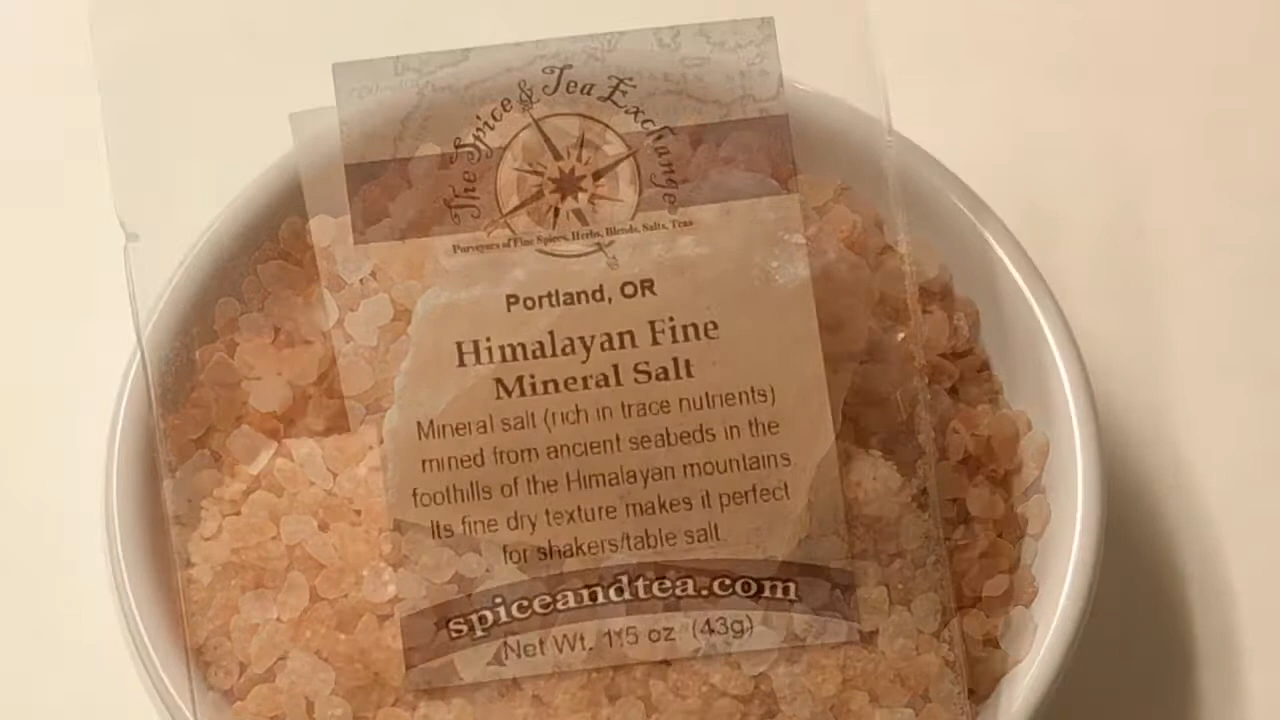 The Spice & Tea Exchange
Purveyors of Fine Spices, Herbs, Blends, Salts, Teas
Portland, OR
Himalayan Fine
Mineral Salt
Mineral salt (rich in trace nutrients)
mined from ancient seabeds in the
foothills of the Himalayan mountains
Its fine dry texture makes it perfect
for shakers/table salt
spiceandtea.com
Net Wt. 1.5 oz (43g)